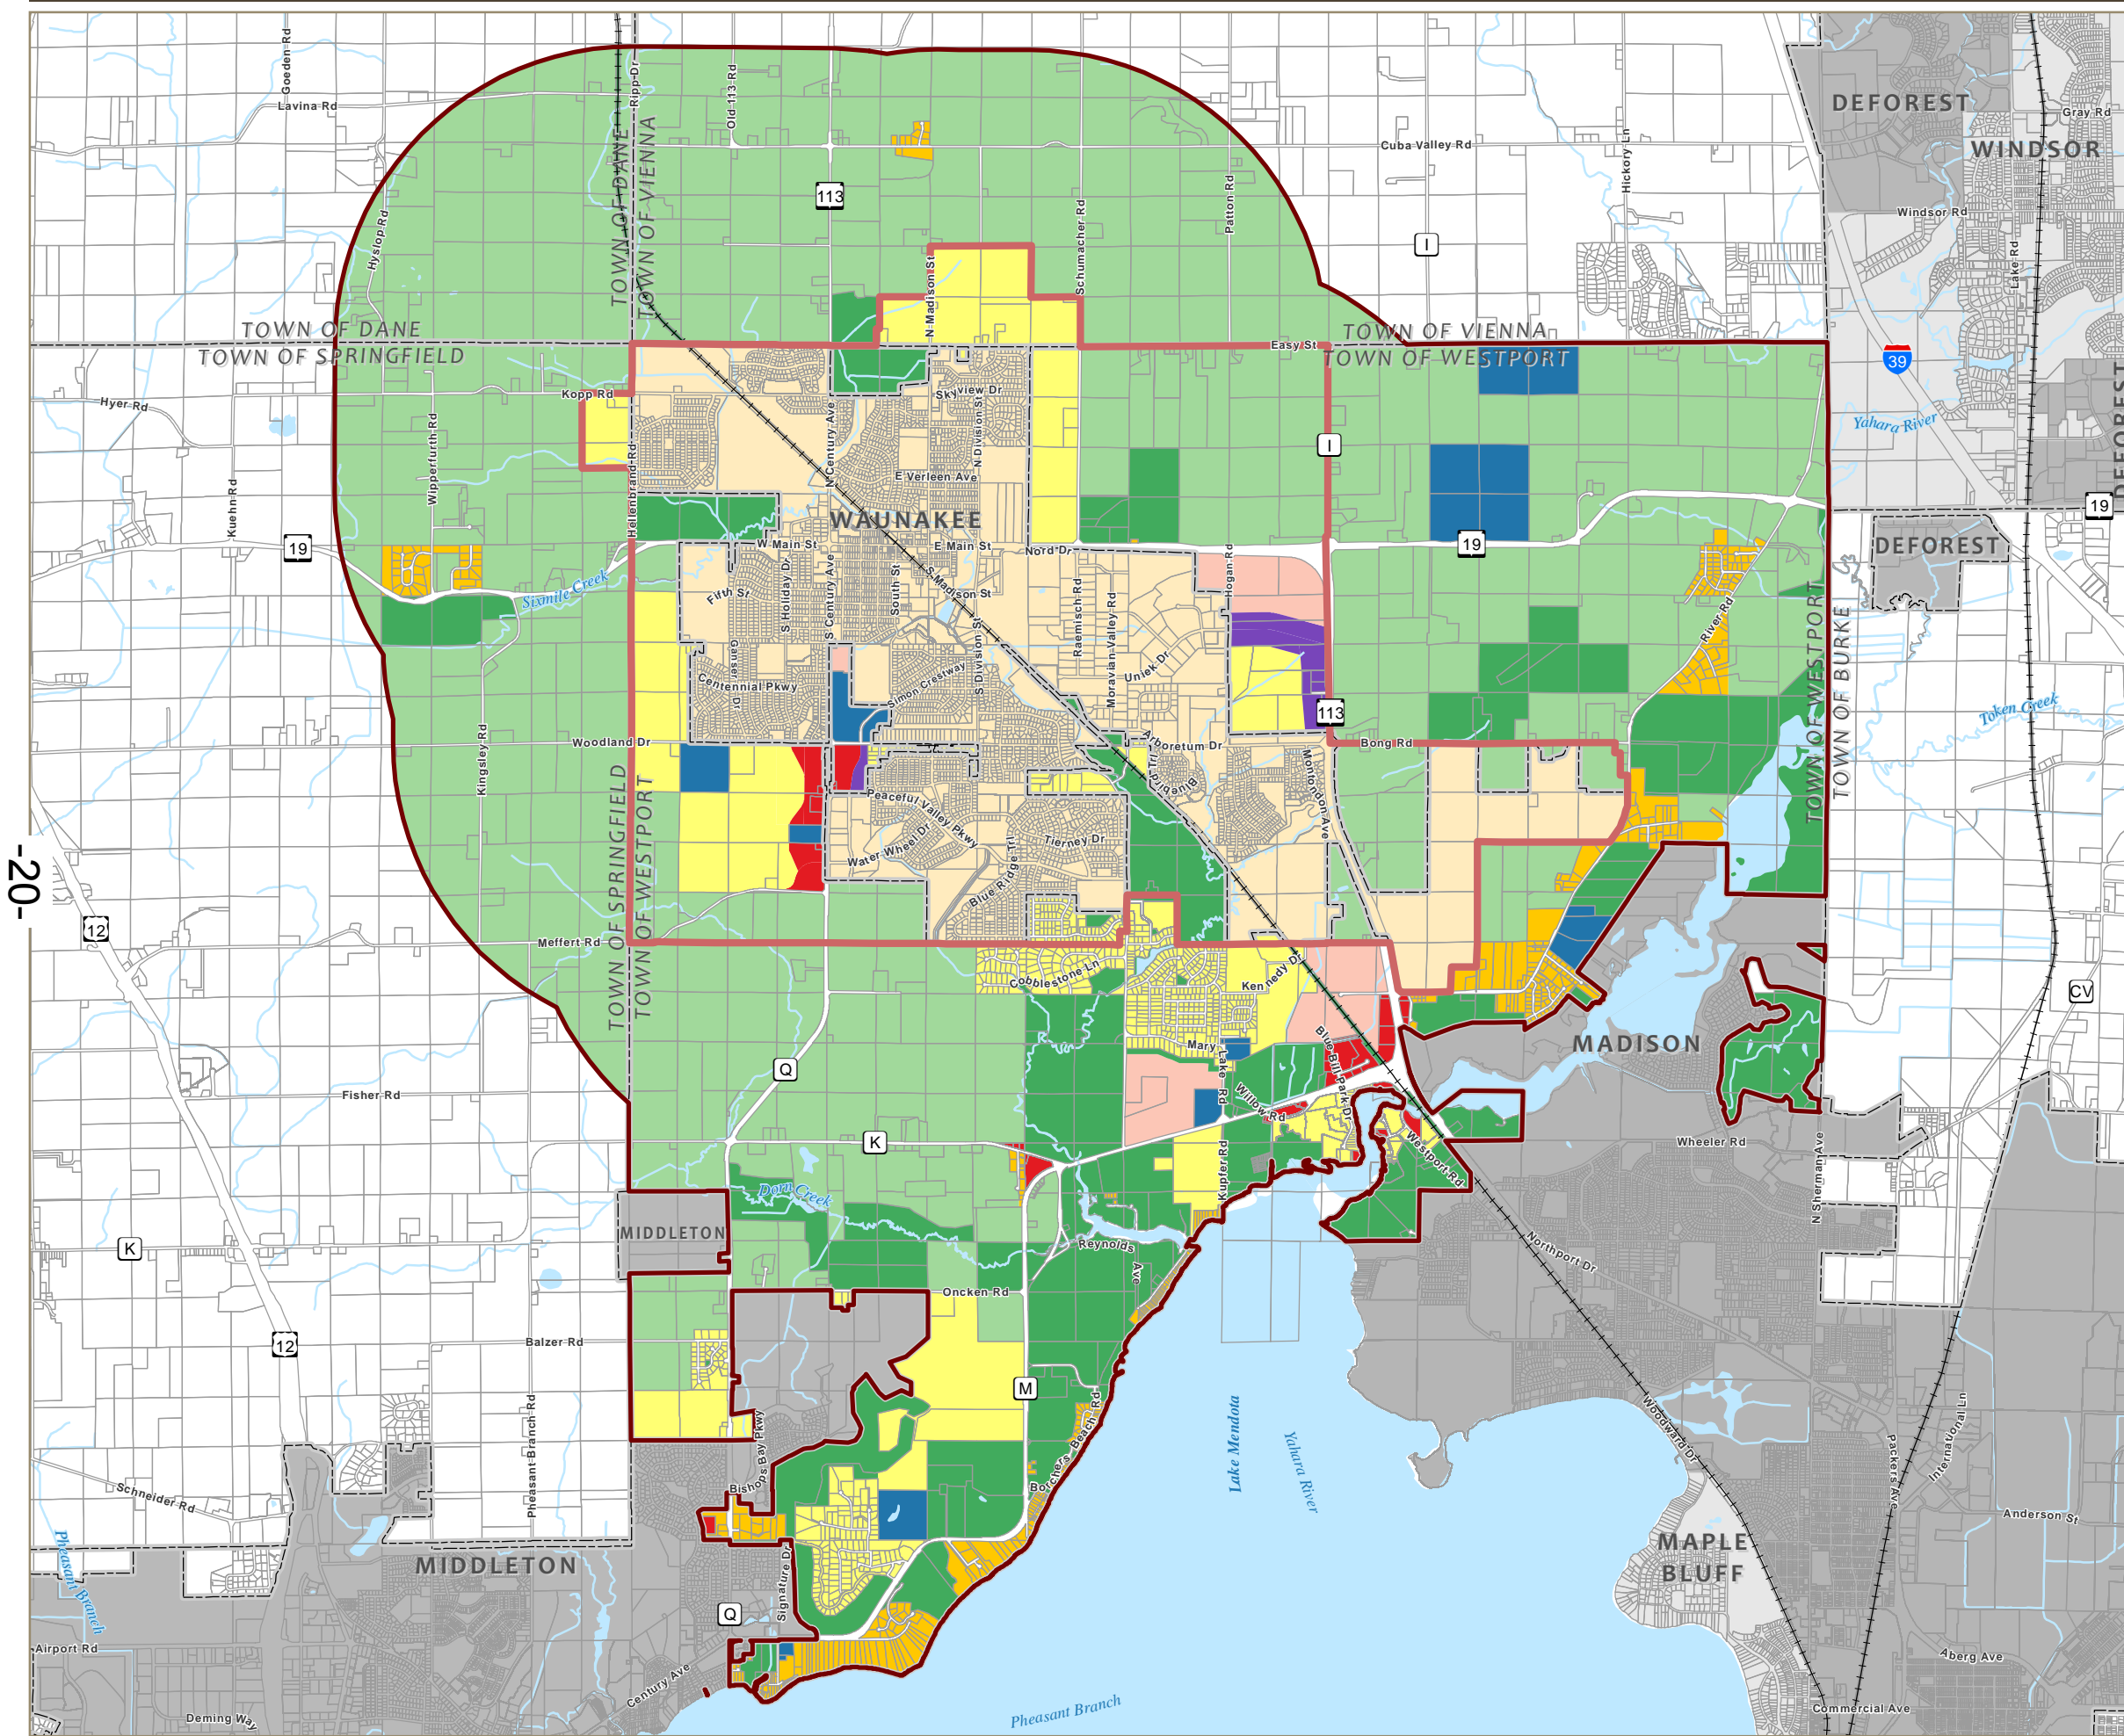 Goeden Rd
Lavina Rd
Ripp Dr
Old 113 Rd
DEFOREST
Gray Rd
WINDSOR
Cuba Valley Rd
Hickory Ln
TOWN OF DANE
TOWN OF VIENNA
113
Patton Rd
Schumacher Rd
Hyslop Rd
Windsor Rd
I
Lake Rd
N Madison St
TOWN OF DANE
TOWN OF SPRINGFIELD
TOWN OF VIENNA
TOWN OF WESTPORT
Easy St
39
Kopp Rd
Hyer Rd
Skyview Dr
N Division St
N Century Ave
Wipperfurth Rd
Hellenbrand Rd
Yahara River
DEFOREST
I
E Verleen Ave
Kuehn Rd
WAUNAKEE
19
19
19
W Main St
E Main St
Nord Dr
Hogan Rd
DEFOREST
Sixmile Creek
Fifth St
S Holiday Dr
S Century Ave
South St
S Madison St
Raemisch Rd
Moravian Valley Rd
River Rd
TOWN OF WESTPORT
TOWN OF BURKE
Ganser Dr
Centennial Pkwy
Simon Crestway
S Division St
Uniek Dr
Token Creek
113
Kingsley Rd
Woodland Dr
Arboretum Dr
Bong Rd
Bluebird Trl
Montondon Ave
TOWN OF SPRINGFIELD
TOWN OF WESTPORT
Peaceful Valley Pkwy
Water Wheel Dr
Tierney Dr
Blue Ridge Trl
-20-
12
Meffert Rd
Cobblestone Ln
Kennedy Dr
CV
MADISON
Mary Lake Rd
Blue Bill Park Dr
Q
Fisher Rd
Willow Rd
K
Wheeler Rd
Westport Rd
Kupfer Rd
N Sherman Ave
Dorn Creek
MIDDLETON
K
Reynolds Ave
Northport Dr
Oncken Rd
Balzer Rd
12
M
Lake Mendota
Yahara River
Woodward Dr
Packers Ave
International Ln
Pheasant Branch Rd
Bishops Bay Pkwy
Borchers Beach Rd
Schneider Rd
Anderson St
Pheasant Branch
MIDDLETON
MAPLE
BLUFF
Signature Dr
Q
Airport Rd
Aberg Ave
Century Ave
Deming Way
Pheasant Branch
Commercial Ave